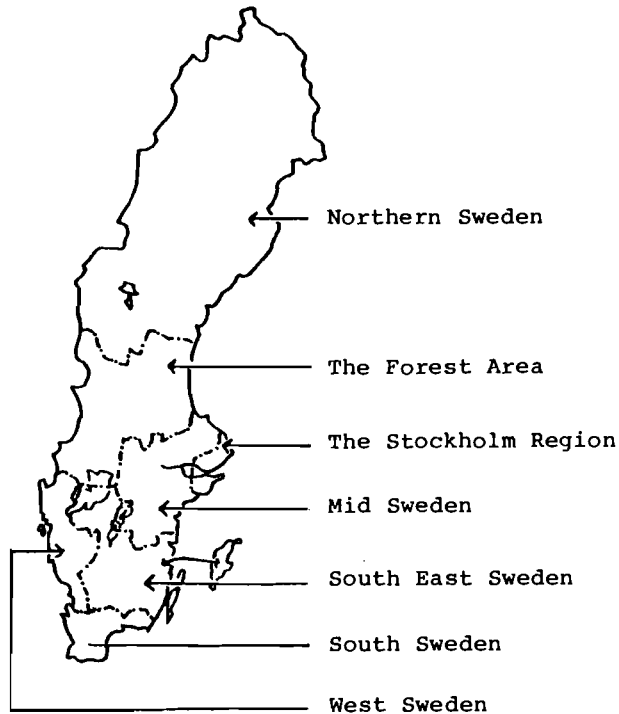 Northern Sweden
The Forest Area
The Stockholm Region
Mid Sweden
South East Sweden
South Sweden
West Sweden